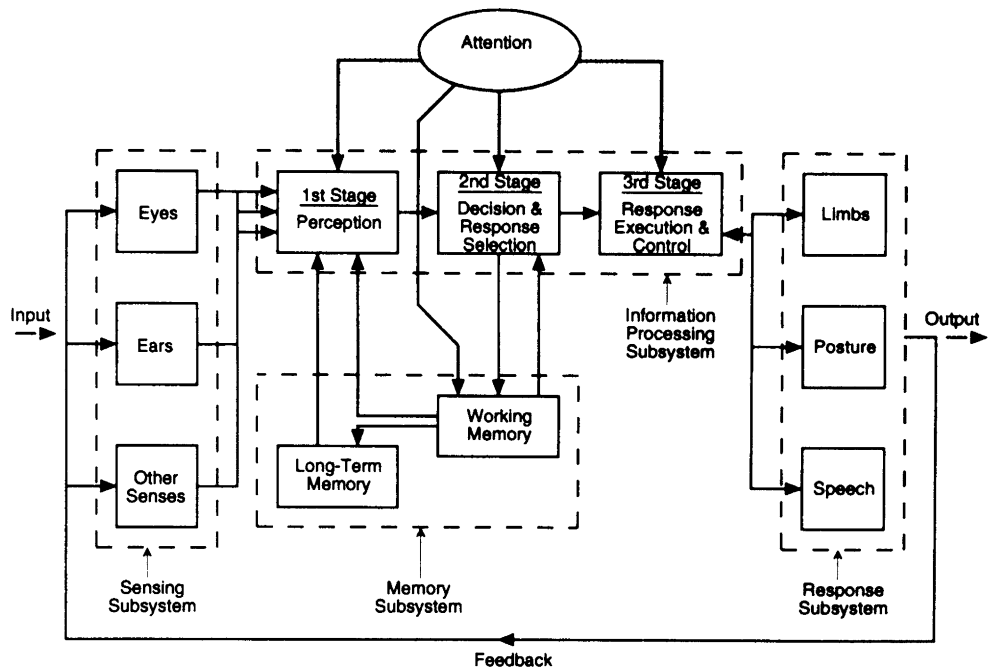 Attention
1st Stage
Perception
2nd Stage
Decision &
Response
Selection
3rd Stage
Response
Execution &
Control
Eyes
Ears
Other
Senses
Input
Limbs
Posture
Speech
Output
Information
Processing
Subsystem
Working
Memory
Long-Term
Memory
Sensing
Subsystem
Memory
Subsystem
Response
Subsystem
Feedback